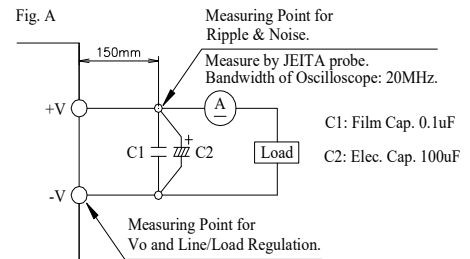 Fig. A
Measuring Point for
Ripple & Noise.
150mm
Measure by JEITA probe.
Bandwidth of Oscilloscope: 20MHz.
+V
A
C1: Film Cap. 0.1uF
+
C1
C2
Load
C2: Elec. Cap. 100uF
-V
Measuring Point for
Vo and Line/Load Regulation.